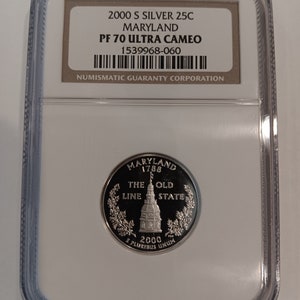 2000 S SILVER 25C
MARYLAND
PF 70 ULTRA CAMEO
1539968-060
NUMISMATIC GUARANTY CORPORATION
MARYLAND
1788
THE OLD
LINE STATE
2000
E PLURIBUS UNUM